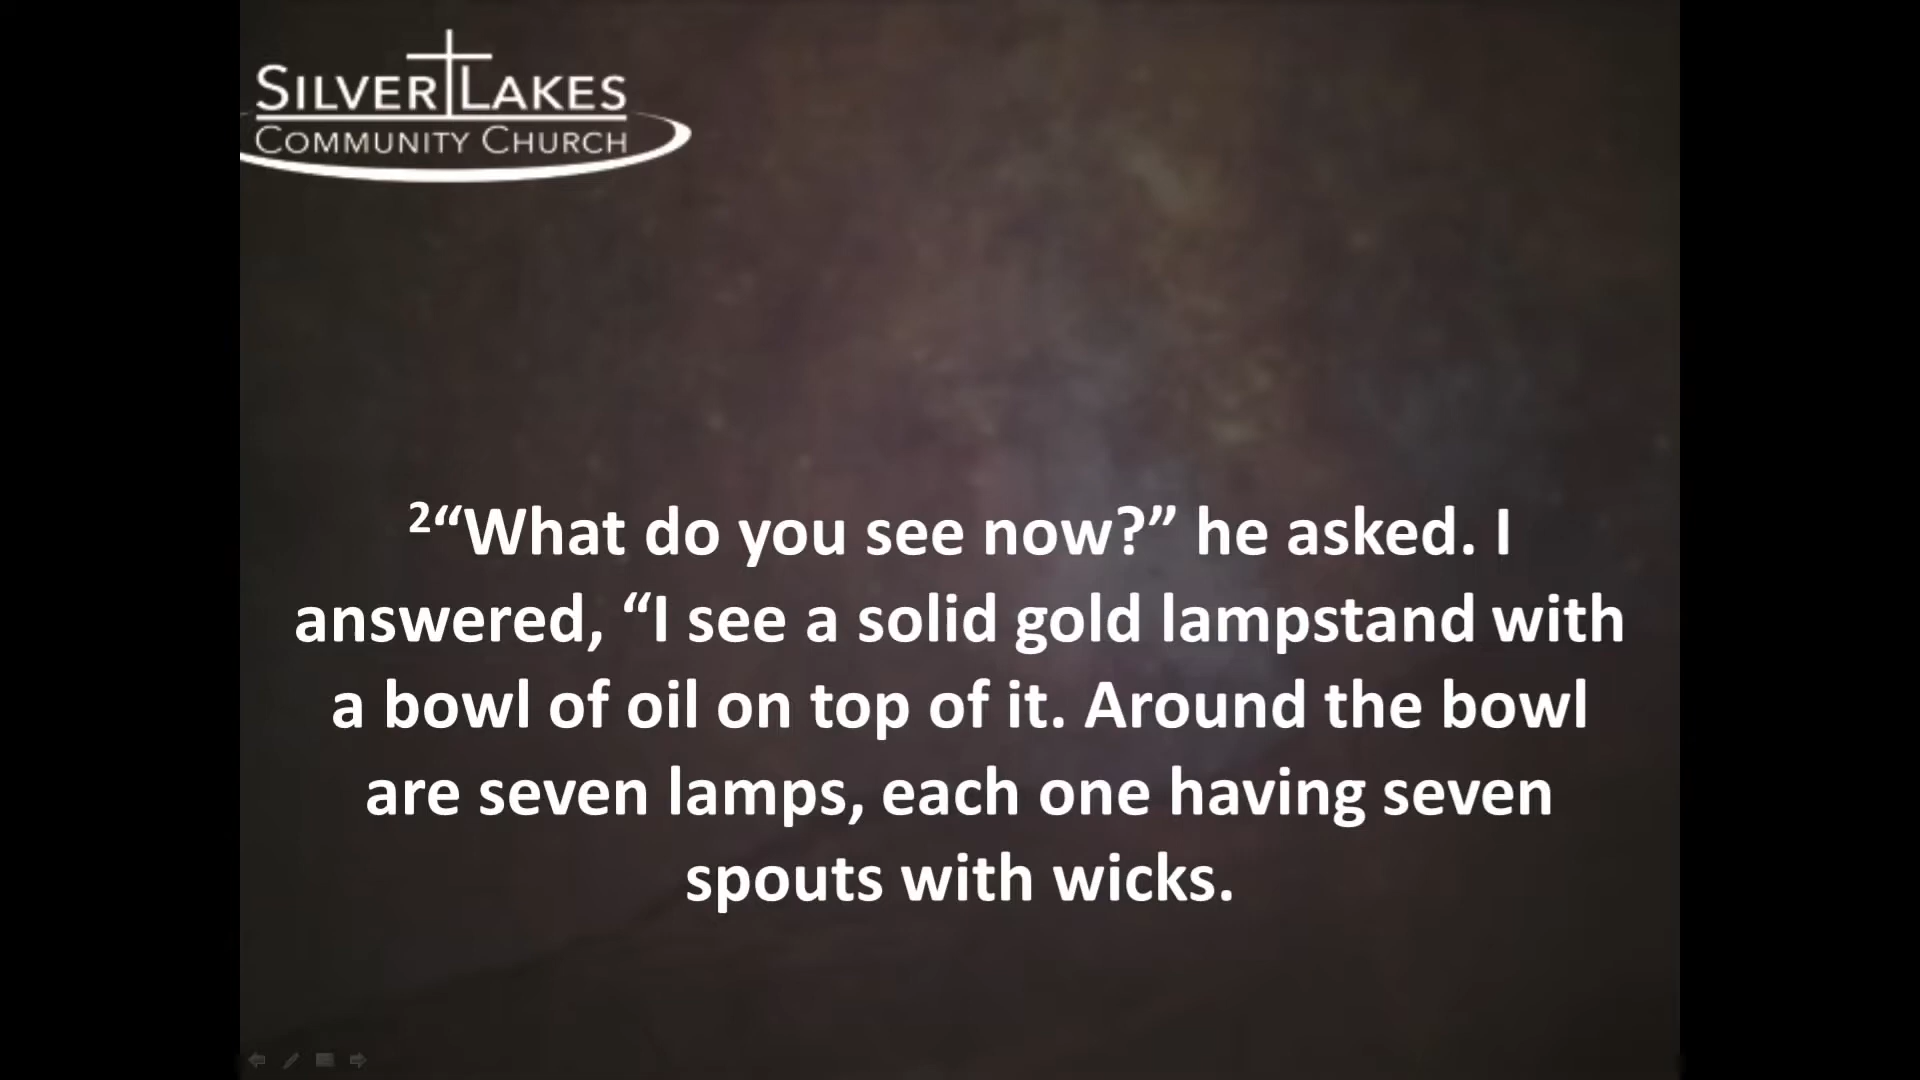 SILVER LAKES
COMMUNITY CHURCH
²“What do you see now?” he asked. I
answered, “I see a solid gold lampstand with
a bowl of oil on top of it. Around the bowl
are seven lamps, each one having seven
spouts with wicks.